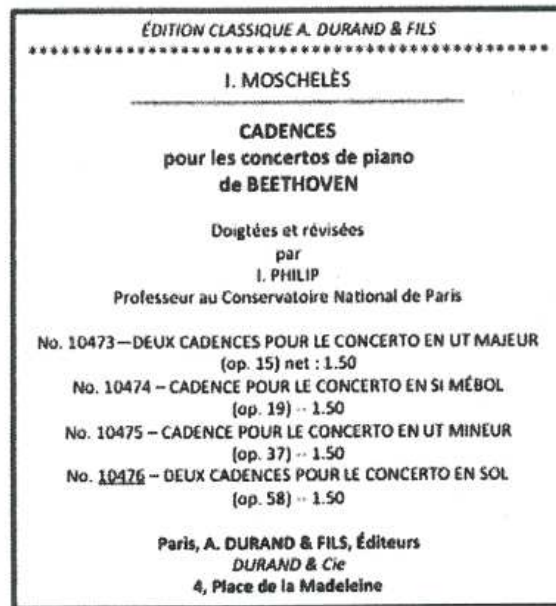 ÉDITION CLASSIQUE A. DURAND & FILS
I. MOSCHELÈS
CADENCES
pour les concertos de piano
de BEETHOVEN
Doigtées et révisées
par
I. PHILIP
Professeur au Conservatoire National de Paris
No. 10473—DEUX CADENCES POUR LE CONCERTO EN UT MAJEUR
(op. 15) net : 1.50
No. 10474 – CADENCE POUR LE CONCERTO EN SI MÉBOL
(op. 19) -- 1.50
No. 10475 – CADENCE POUR LE CONCERTO EN UT MINEUR
(op. 37) -- 1.50
No. 10476 – DEUX CADENCES POUR LE CONCERTO EN SOL
(op. 58) -- 1.50
Paris, A. DURAND & FILS, Éditeurs
DURAND & Cie
4, Place de la Madeleine